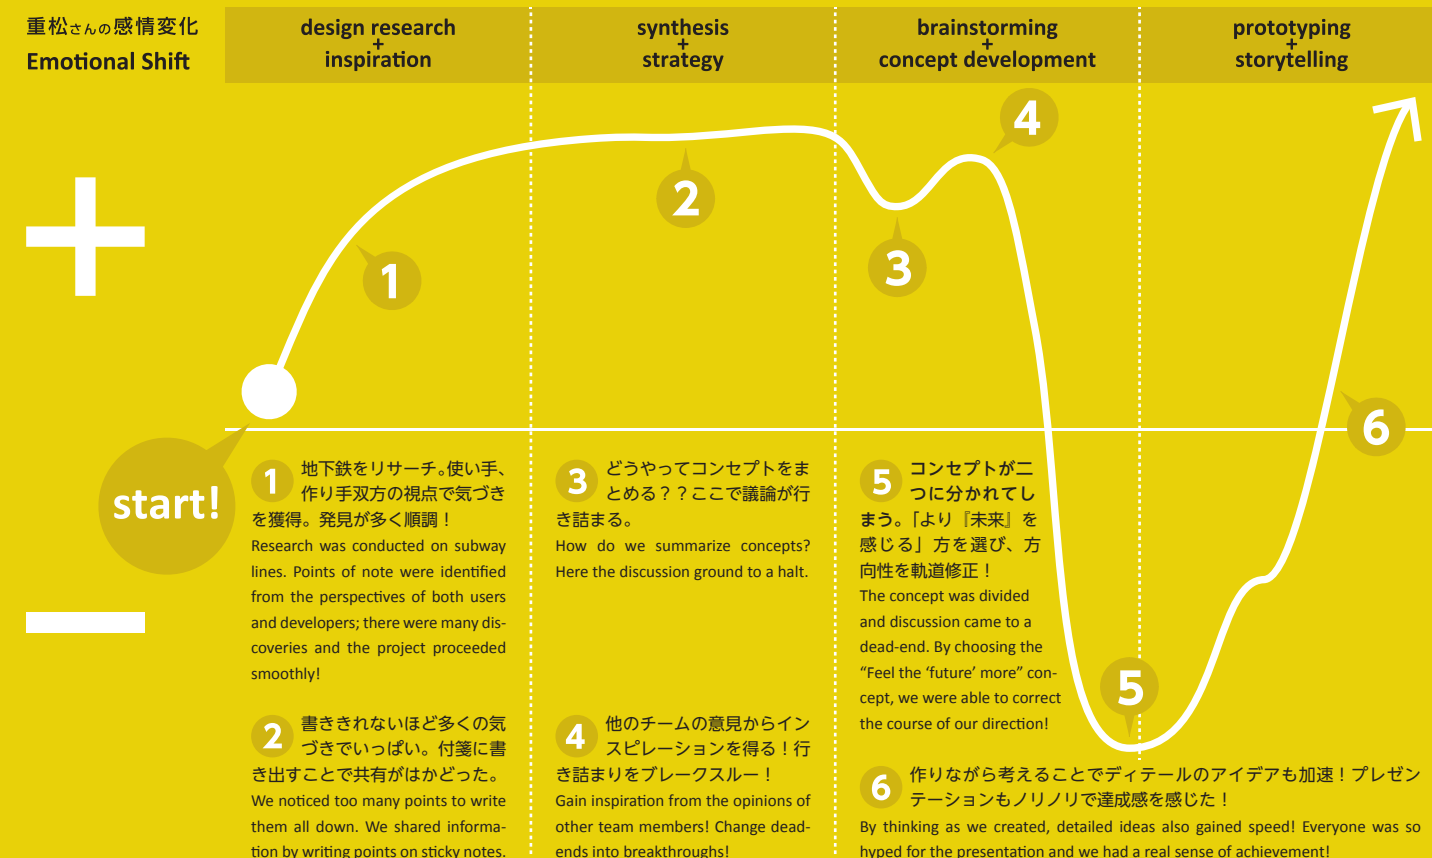 重松さんの感情変化
Emotional Shift
design research
+
inspiration
synthesis
+
strategy
brainstorming
+
concept development
prototyping
+
storytelling
+
−
start!
1
2
3
4
5
6
1 地下鉄をリサーチ。使い手、
作り手双方の視点で気づき
を獲得。発見が多く順調！
Research was conducted on subway
lines. Points of note were identified
from the perspectives of both users
and developers; there were many dis-
coveries and the project proceeded
smoothly!
2 書ききれないほど多くの気
づきでいっぱい。付箋に書
き出すことで共有がはかどった。
We noticed too many points to write
them all down. We shared informa-
tion by writing points on sticky notes.
3 どうやってコンセプトをま
とめる？？ここで議論が行
き詰まる。
How do we summarize concepts?
Here the discussion ground to a halt.
4 他のチームの意見からイン
スピレーションを得る！行
き詰まりをブレークスルー！
Gain inspiration from the opinions of
other team members! Change dead-
ends into breakthroughs!
5 コンセプトが二
つに分かれてし
まう。「より『未来』を
感じる」方を選び、方
向性を軌道修正！
The concept was divided
and discussion came to a
dead-end. By choosing the
“Feel the ‘future’ more” con-
cept, we were able to correct
the course of our direction!
6 作りながら考えることでディテールのアイデアも加速！プレゼン
テーションもノリノリで達成感を感じた！
By thinking as we created, detailed ideas also gained speed! Everyone was so
hyped for the presentation and we had a real sense of achievement!